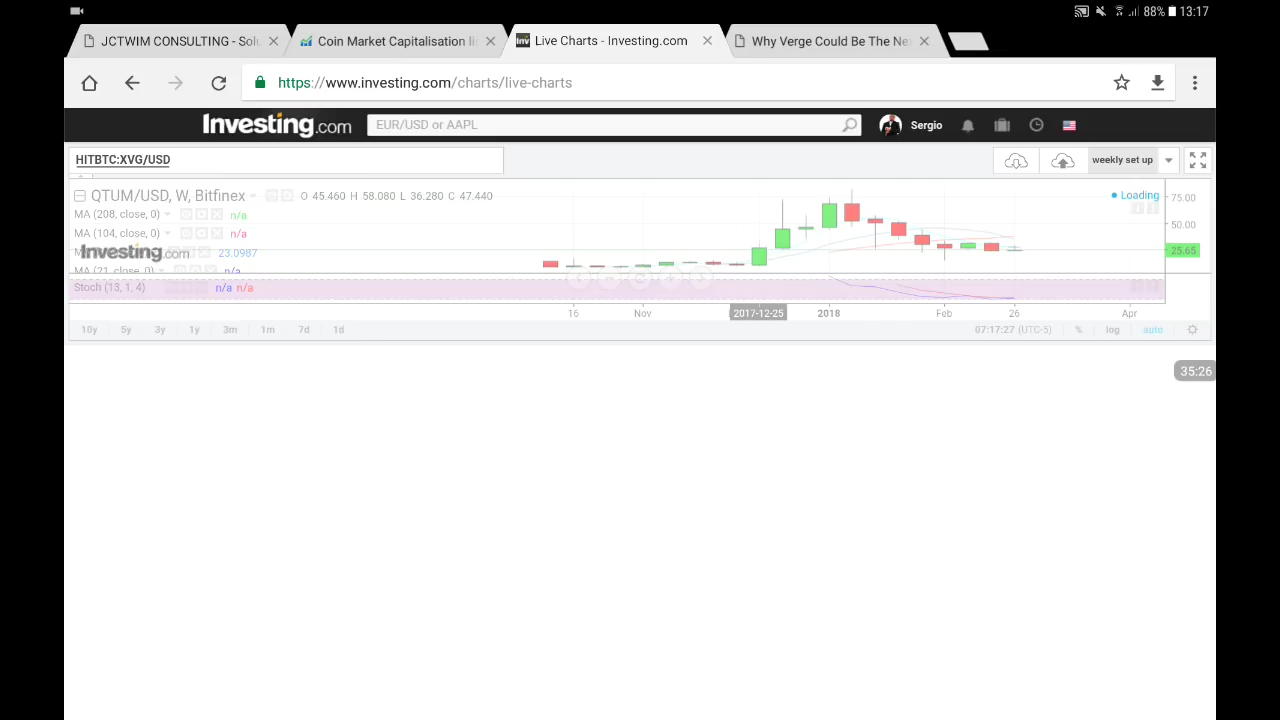 88% 13:17
JCTWIM CONSULTING - Solu
Coin Market Capitalisation li
Live Charts - Investing.com
Why Verge Could Be The Ne
https://www.investing.com/charts/live-charts
Investing.com
EUR/USD or AAPL
Sergio
HITBTC:XVG/USD
weekly set up
QTUM/USD, W, Bitfinex
O 45.460 H 58.080 L 36.280 C 47.440
Loading
75.00
MA (208, close, 0) n/a
50.00
MA (104, close, 0) n/a
Investing.com
23.0987
25.65
MA (21, close, 0) n/a
Stoch (13, 1, 4) n/a n/a
16 Nov 2017-12-25 2018 Feb 26 Apr
10y 5y 3y 1y 3m 1m 7d 1d
07:17:27 (UTC-5) % log auto
35:26